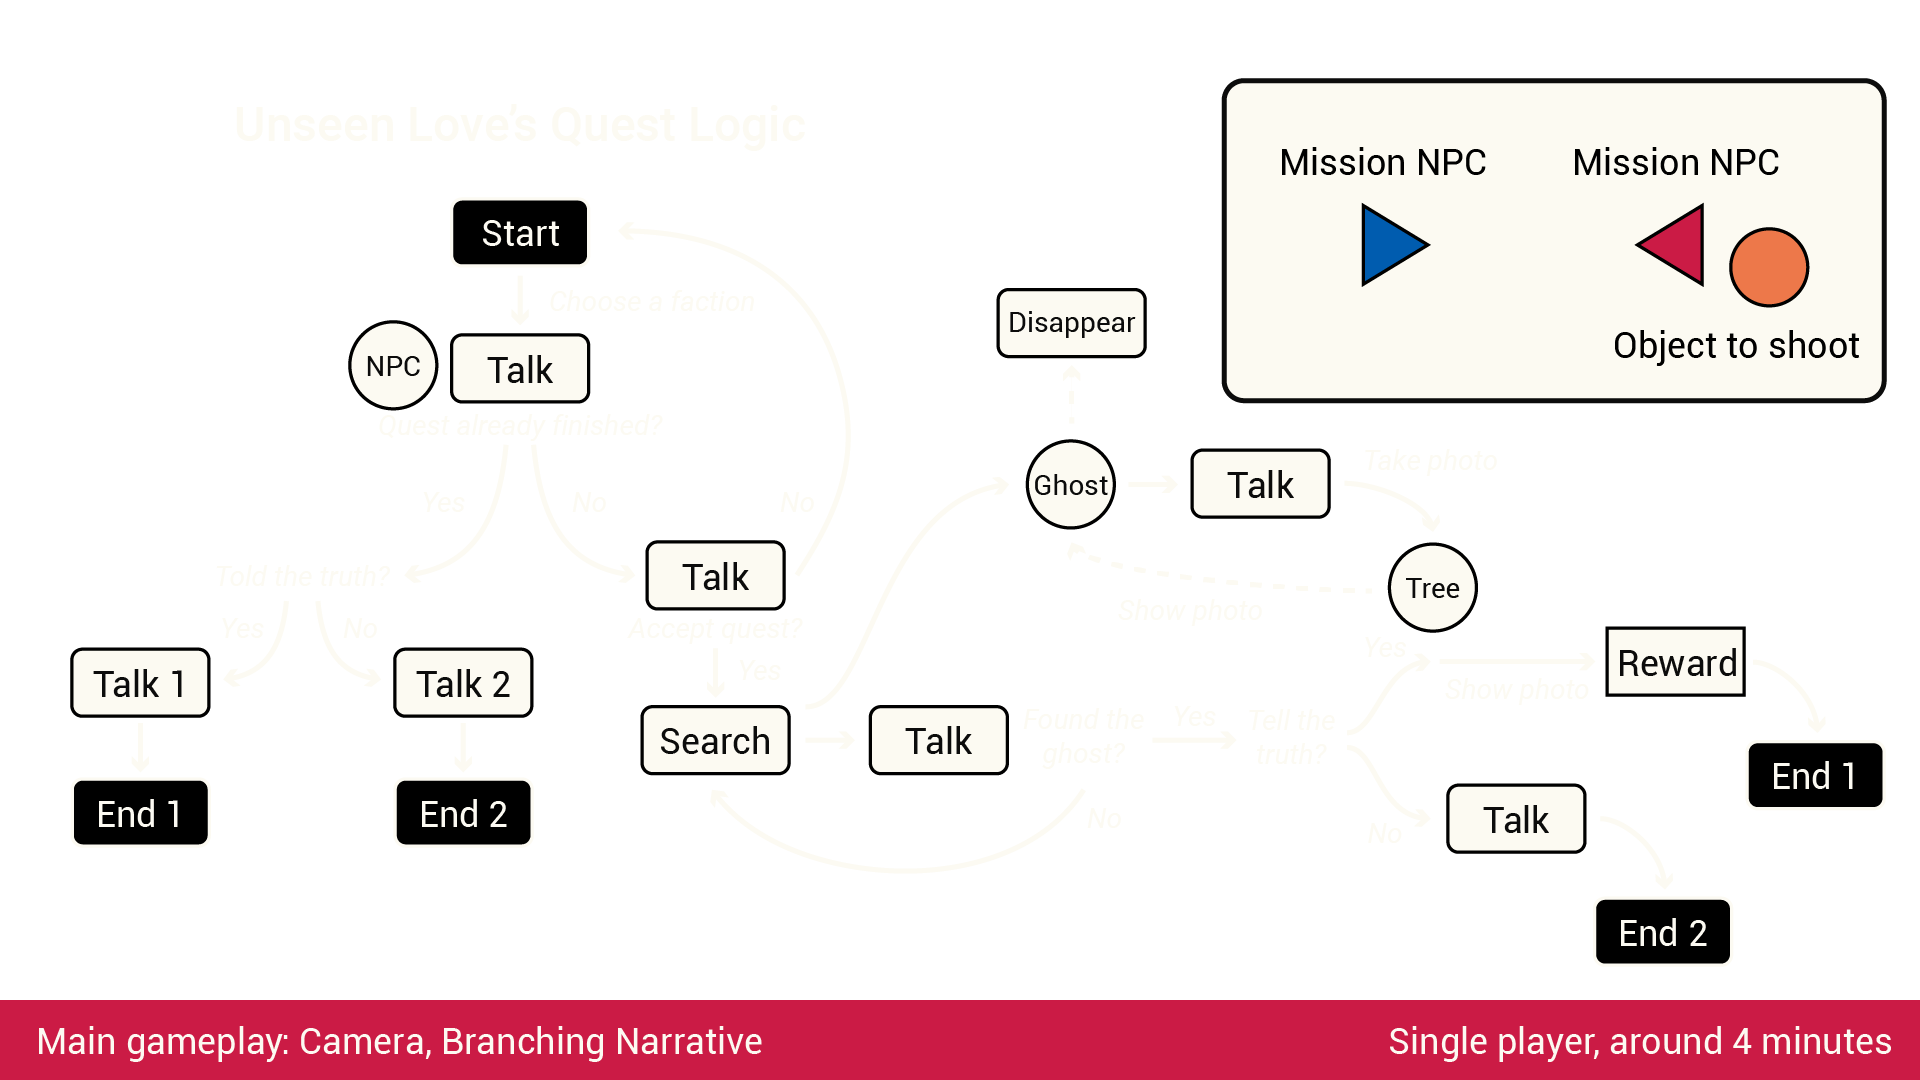 Unseen Love's Quest Logic
Start
Choose a faction
NPC
Talk
Quest already finished?
Yes
No
No
Told the truth?
Yes
No
Talk 1
Talk 2
End 1
End 2
Talk
Accept quest?
Yes
Search
Talk
Found the
ghost?
Yes
No
Tell the
truth?
Yes
No
Disappear
Ghost
Talk
Take photo
Tree
Show photo
Show photo
Reward
End 1
Talk
End 2
Mission NPC
Mission NPC
Object to shoot
Main gameplay: Camera, Branching Narrative
Single player, around 4 minutes